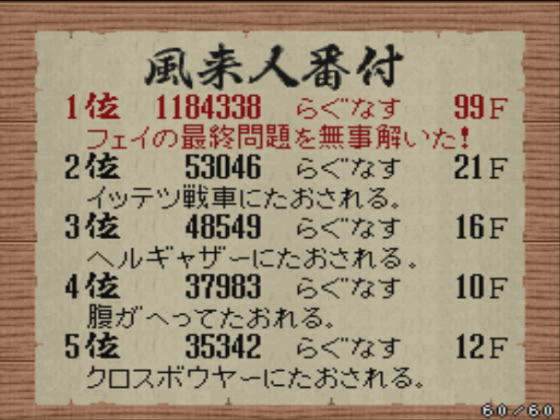 風来人番付
1位 1184338 らぐなす 99F
フェイの最終問題を無事解いた!
2位 53046 らぐなす 21F
イッテツ戦車にたおされる。
3位 48549 らぐなす 16F
ヘルギャザーにたおされる。
4位 37983 らぐなす 10F
腹がへってたおれる。
5位 35342 らぐなす 12F
クロスボウヤーにたおされる。
60/60